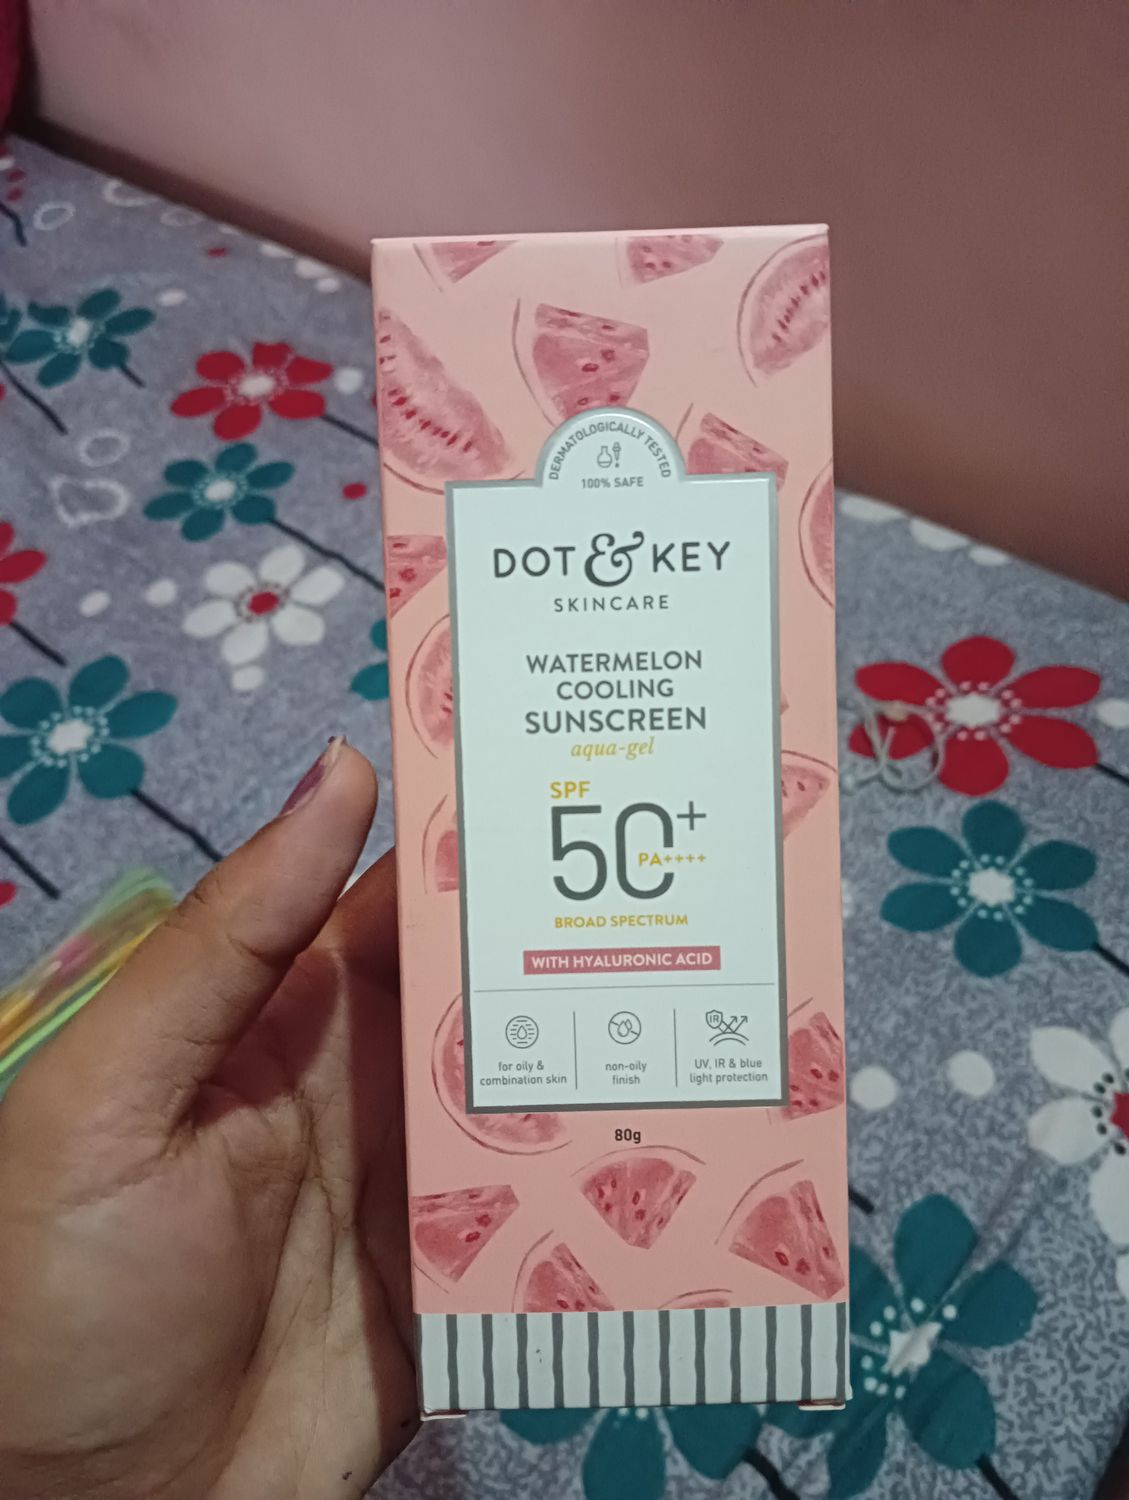 DERMATOLOGICALLY TESTED
100% SAFE
DOT & KEY
SKINCARE
WATERMELON
COOLING
SUNSCREEN
aqua-gel
SPF
50+
PA++++
BROAD SPECTRUM
WITH HYALURONIC ACID
IR
for oily &
combination skin
non-oily
finish
UV, IR & blue
light protection
80g